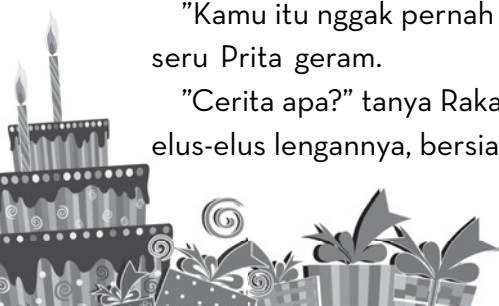 ”Kamu itu nggak pernah
seru Prita geram.
”Cerita apa?” tanya Raka
elus-elus lengannya, bersia